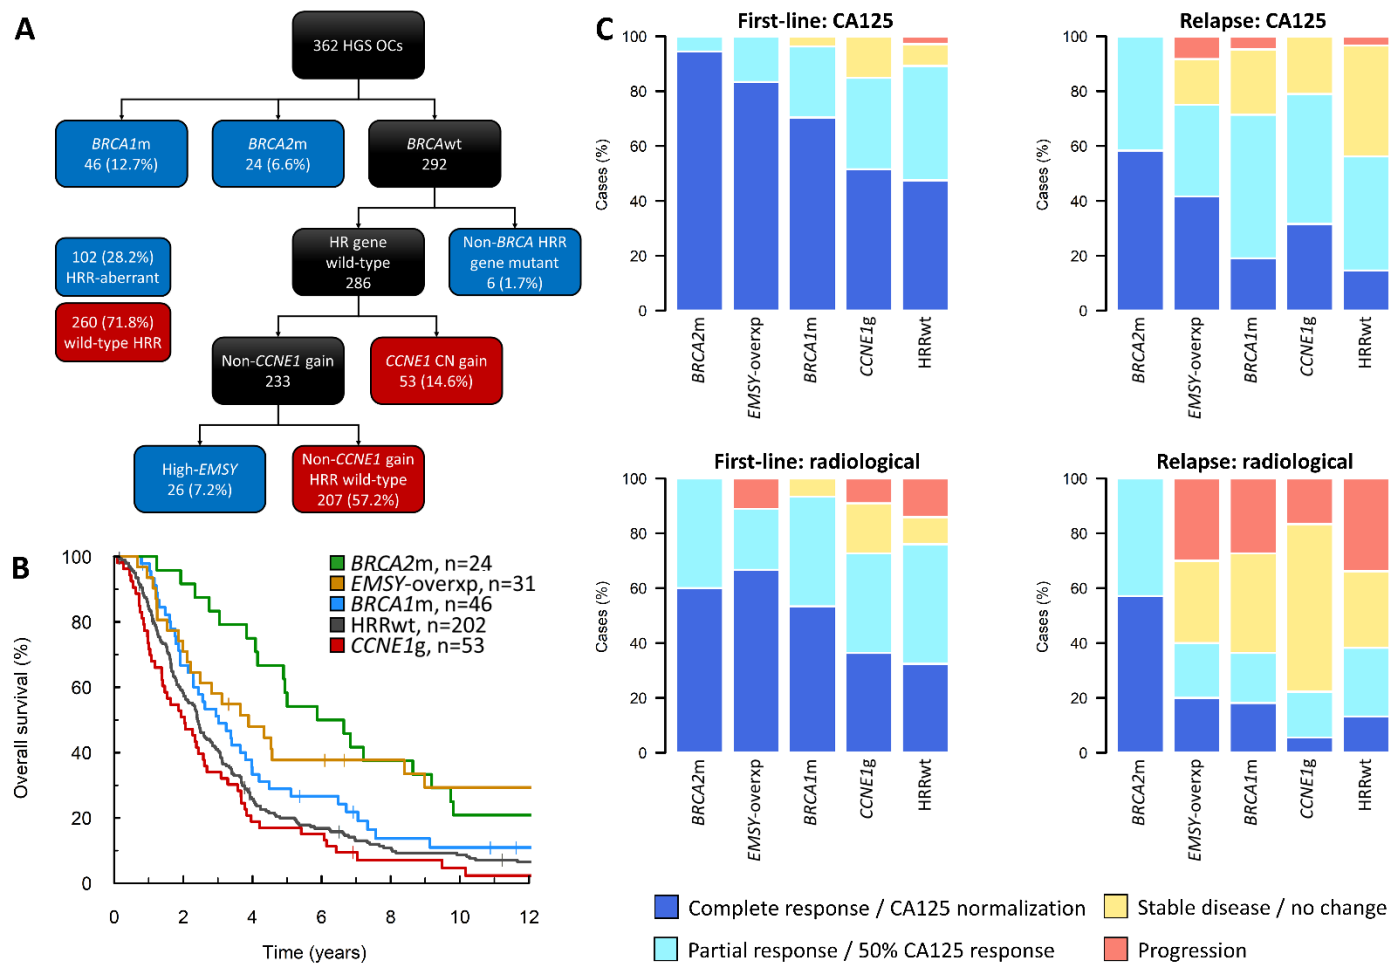 A
362 HGS OCs
BRCA1m
46 (12.7%)
BRCA2m
24 (6.6%)
BRCAwt
292
102 (28.2%)
HRR-aberrant
HR gene
wild-type
286
Non-BRCA HRR
gene mutant
6 (1.7%)
260 (71.8%)
wild-type HRR
Non-CCNE1 gain
233
CCNE1 CN gain
53 (14.6%)
High-EMSY
26 (7.2%)
Non-CCNE1 gain
HRR wild-type
207 (57.2%)
B
Overall survival (%)
100
80
60
40
20
0
0 2 4 6 8 10 12
Time (years)
BRCA2m, n=24
EMSY-overxp, n=31
BRCA1m, n=46
HRRwt, n=202
CCNE1g, n=53
C
First-line: CA125
Cases (%)
100
80
60
40
20
0
BRCA2m
EMSY-overxp
BRCA1m
CCNE1g
HRRwt
Relapse: CA125
Cases (%)
100
80
60
40
20
0
BRCA2m
EMSY-overxp
BRCA1m
CCNE1g
HRRwt
First-line: radiological
Cases (%)
100
80
60
40
20
0
BRCA2m
EMSY-overxp
BRCA1m
CCNE1g
HRRwt
Relapse: radiological
Cases (%)
100
80
60
40
20
0
BRCA2m
EMSY-overxp
BRCA1m
CCNE1g
HRRwt
Complete response / CA125 normalization
Stable disease / no change
Partial response / 50% CA125 response
Progression